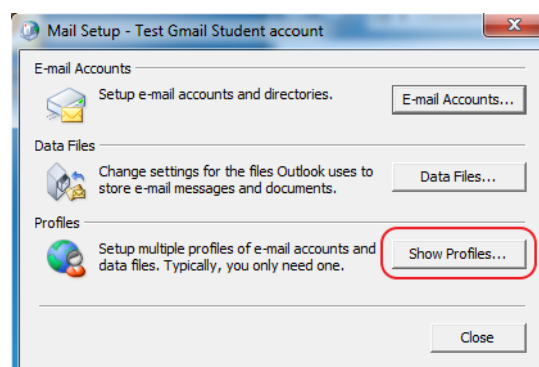 Mail Setup - Test Gmail Student account
E-mail Accounts
Setup e-mail accounts and directories.
E-mail Accounts...
Data Files
Change settings for the files Outlook uses to
store e-mail messages and documents.
Data Files...
Profiles
Setup multiple profiles of e-mail accounts and
data files. Typically, you only need one.
Show Profiles...
Close